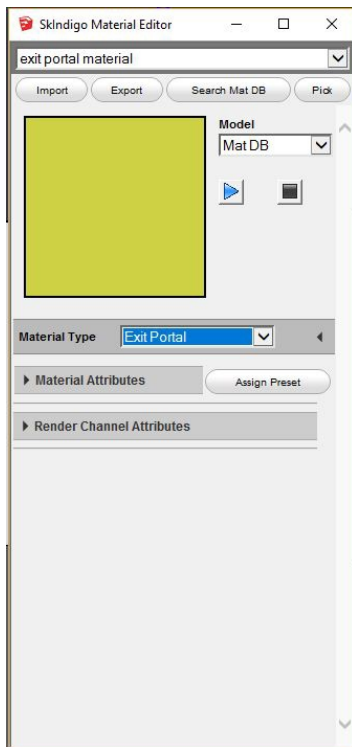 SkIndigo Material Editor
exit portal material
Import Export Search Mat DB Pick
Model
Mat DB
Material Type Exit Portal
Material Attributes Assign Preset
Render Channel Attributes